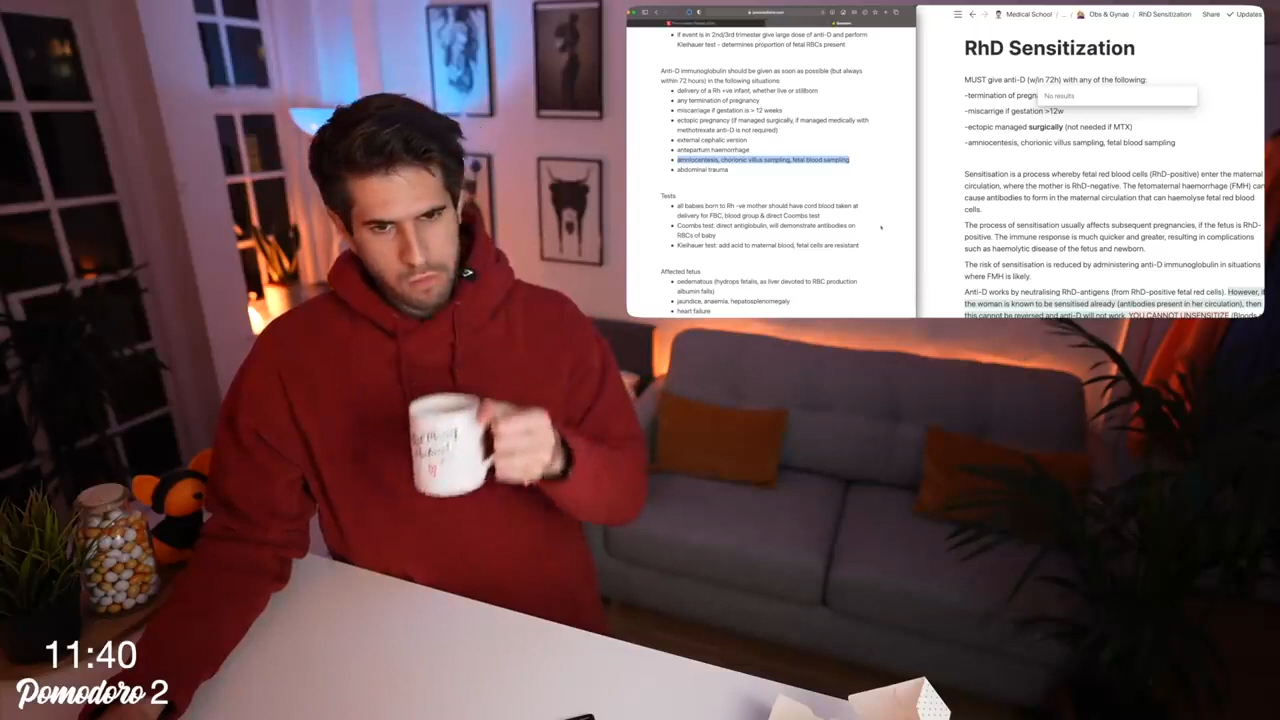 if event is in 2nd/3rd trimester give large dose of anti-D and perform
Kleihauer test - determines proportion of fetal RBCs present
Anti-D immunoglobulin should be given as soon as possible (but always
within 72 hours) in the following situations
delivery of a Rh +ve infant, whether live or stillborn
any termination of pregnancy
miscarriage if gestation is > 12 weeks
ectopic pregnancy (if managed surgically, if managed medically with
methotrexate anti-D is not required)
external cephalic version
antepartum haemorrhage
amniocentesis, chorionic villus sampling, fetal blood sampling
abdominal trauma
Tests
all babies born to Rh -ve mother should have cord blood taken at
delivery for FBC, blood group & direct Coombs test
Coombs test: direct antiglobulin, will demonstrate antibodies on
RBCs of baby
Kleihauer test: add acid to maternal blood, fetal cells are resistant
Affected fetus
oedematous (hydrops fetalis, as liver devoted to RBC production
albumin falls)
jaundice, anaemia, hepatosplenomegaly
heart failure
Medical School / ... / Obs & Gynae / RhD Sensitization Share Updates
RhD Sensitization
MUST give anti-D (w/in 72h) with any of the following:
-termination of pregn
No results
-miscarrige if gestation >12w
-ectopic managed surgically (not needed if MTX)
-amniocentesis, chorionic villus sampling, fetal blood sampling
Sensitisation is a process whereby fetal red blood cells (RhD-positive) enter the maternal
circulation, where the mother is RhD-negative. The fetomaternal haemorrhage (FMH) can
cause antibodies to form in the maternal circulation that can haemolyse fetal red blood
cells.
The process of sensitisation usually affects subsequent pregnancies, if the fetus is RhD-
positive. The immune response is much quicker and greater, resulting in complications
such as haemolytic disease of the fetus and newborn.
The risk of sensitisation is reduced by administering anti-D immunoglobulin in situations
where FMH is likely.
Anti-D works by neutralising RhD-antigens (from RhD-positive fetal red cells). However, if
the woman is known to be sensitised already (antibodies present in her circulation), then
this cannot be reversed and anti-D will not work. YOU CANNOT UNSENSITIZE (Bloods
11:40
Pomodoro 2